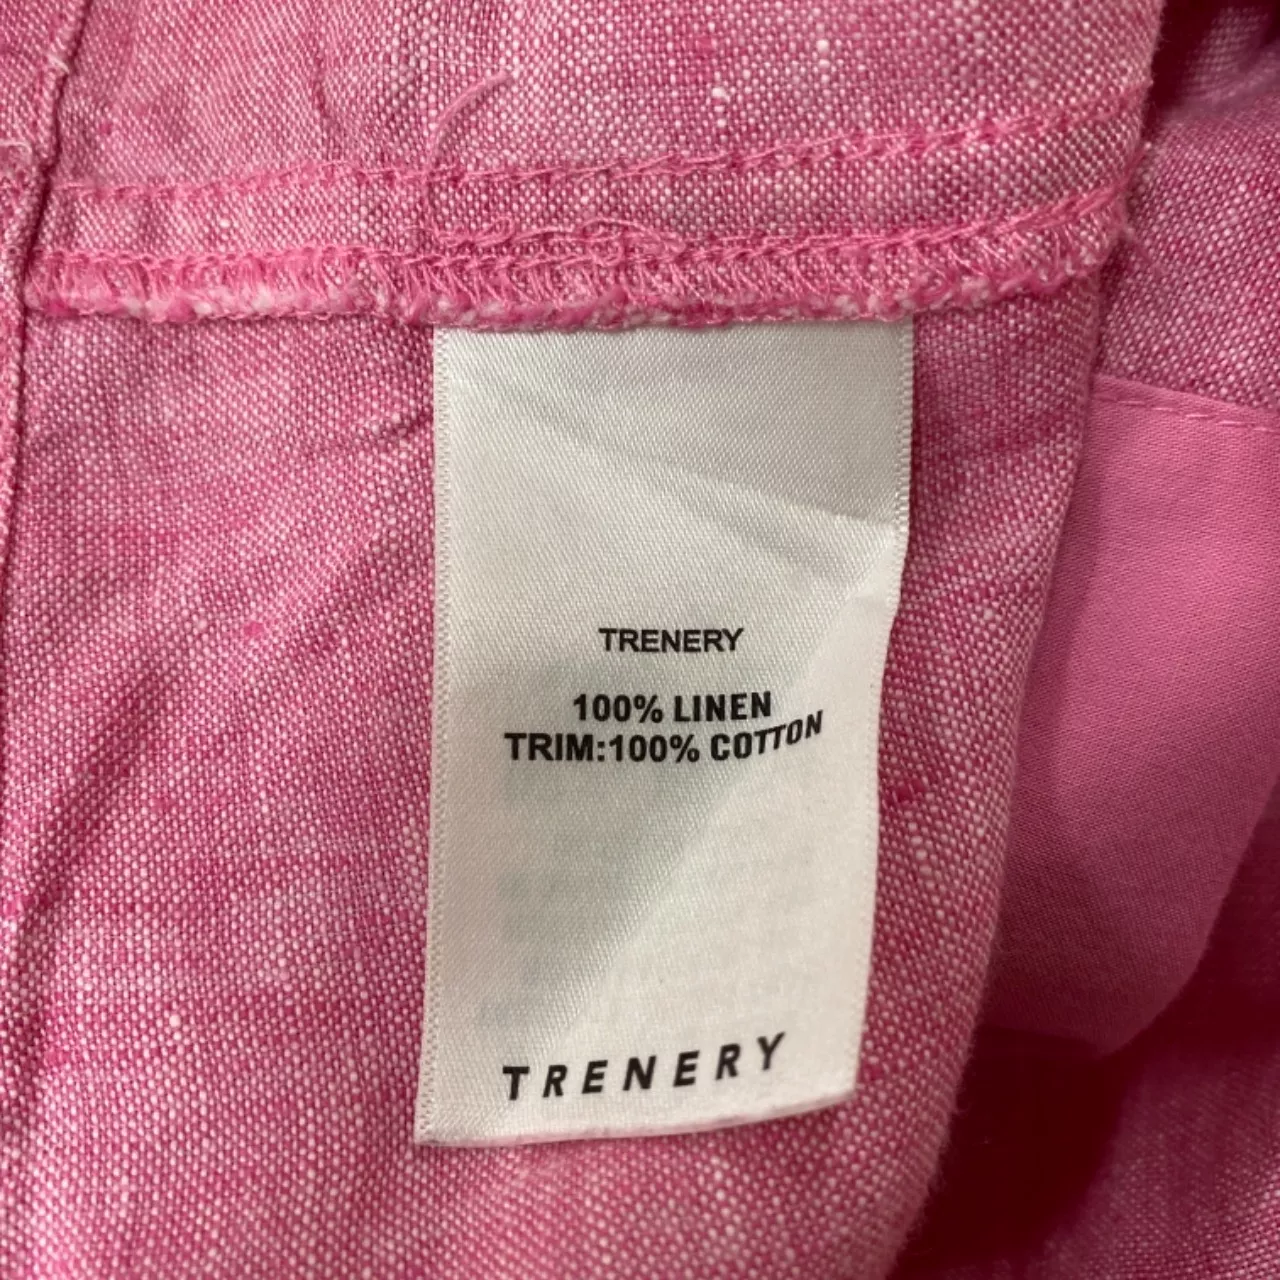 TRENERY
100% LINEN
TRIM:100% COTTON
TRENERY